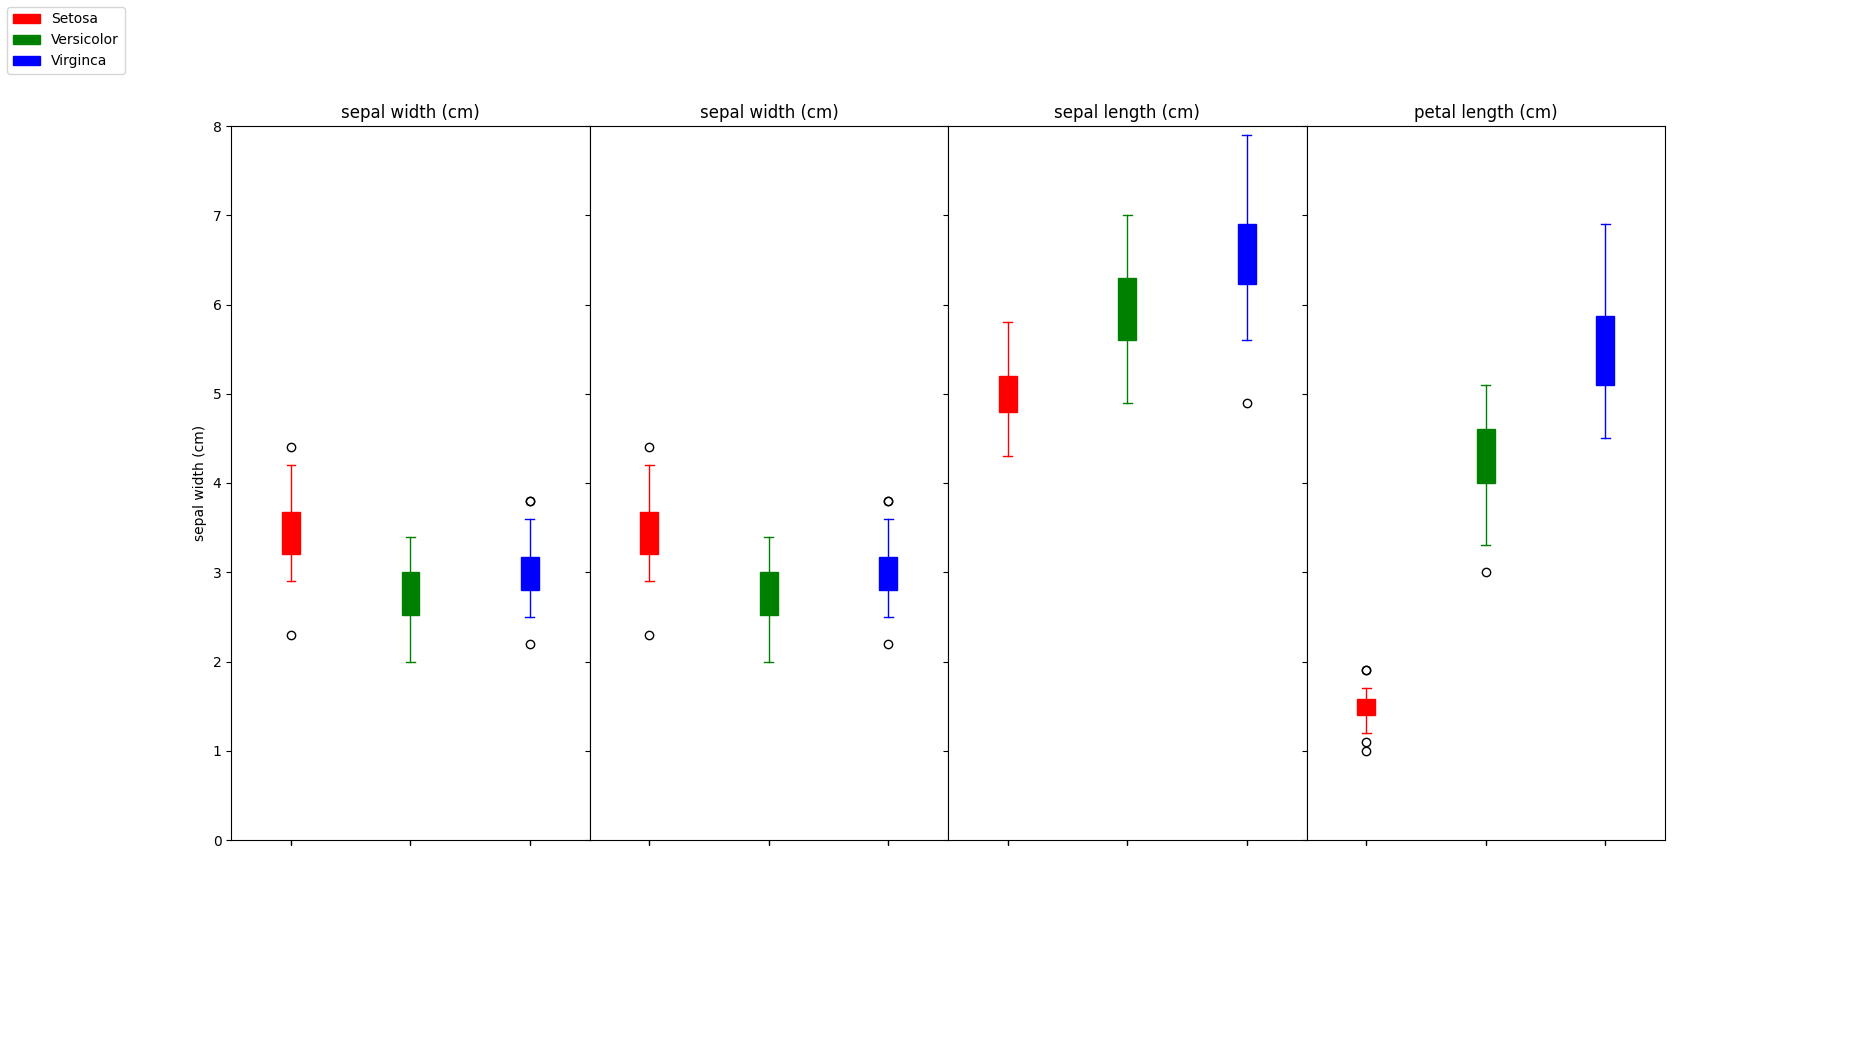 Setosa
Versicolor
Virginca
sepal width (cm)
sepal width (cm)
sepal length (cm)
petal length (cm)
8
7
6
5
4
3
2
1
0
sepal width (cm)